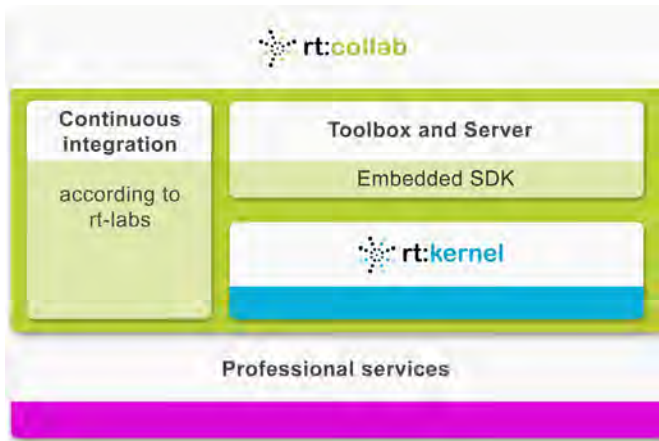 rt:collab
Continuous
integration
according to
rt-labs
Toolbox and Server
Embedded SDK
rt:kernel
Professional services